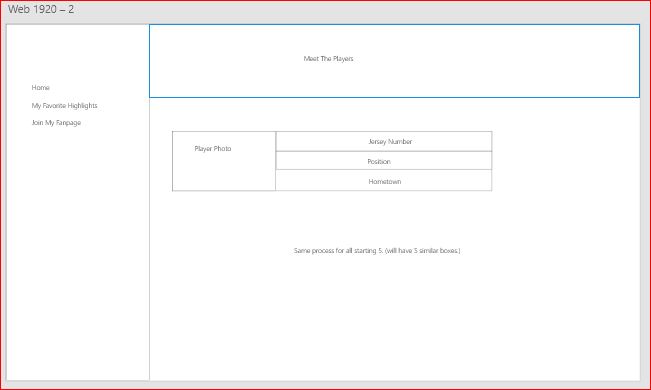 Web 1920 – 2
Meet The Players
Home
My Favorite Highlights
Join My Fanpage
Player Photo
Jersey Number
Position
Hometown
Same process for all starting 5. (will have 5 similar boxes.)